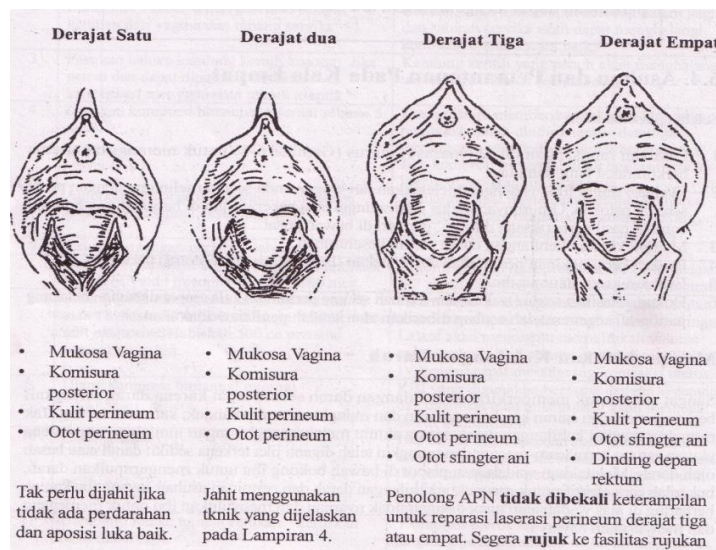 Derajat Satu
Mukosa Vagina
Komisura
posterior
Kulit perineum
Otot perineum
Tak perlu dijahit jika
tidak ada perdarahan
dan aposisi luka baik.
Derajat dua
Mukosa Vagina
Komisura
posterior
Kulit perineum
Otot perineum
Jahit menggunakan
tknik yang dijelaskan
pada Lampiran 4.
Derajat Tiga
Mukosa Vagina
Komisura
posterior
Kulit perineum
Otot perineum
Otot sfingter ani
Derajat Empat
Mukosa Vagina
Komisura
posterior
Kulit perineum
Otot sfingter ani
Dinding depan
rektum
Penolong APN tidak dibekali keterampilan
untuk reparasi laserasi perineum derajat tiga
atau empat. Segera rujuk ke fasilitas rujukan